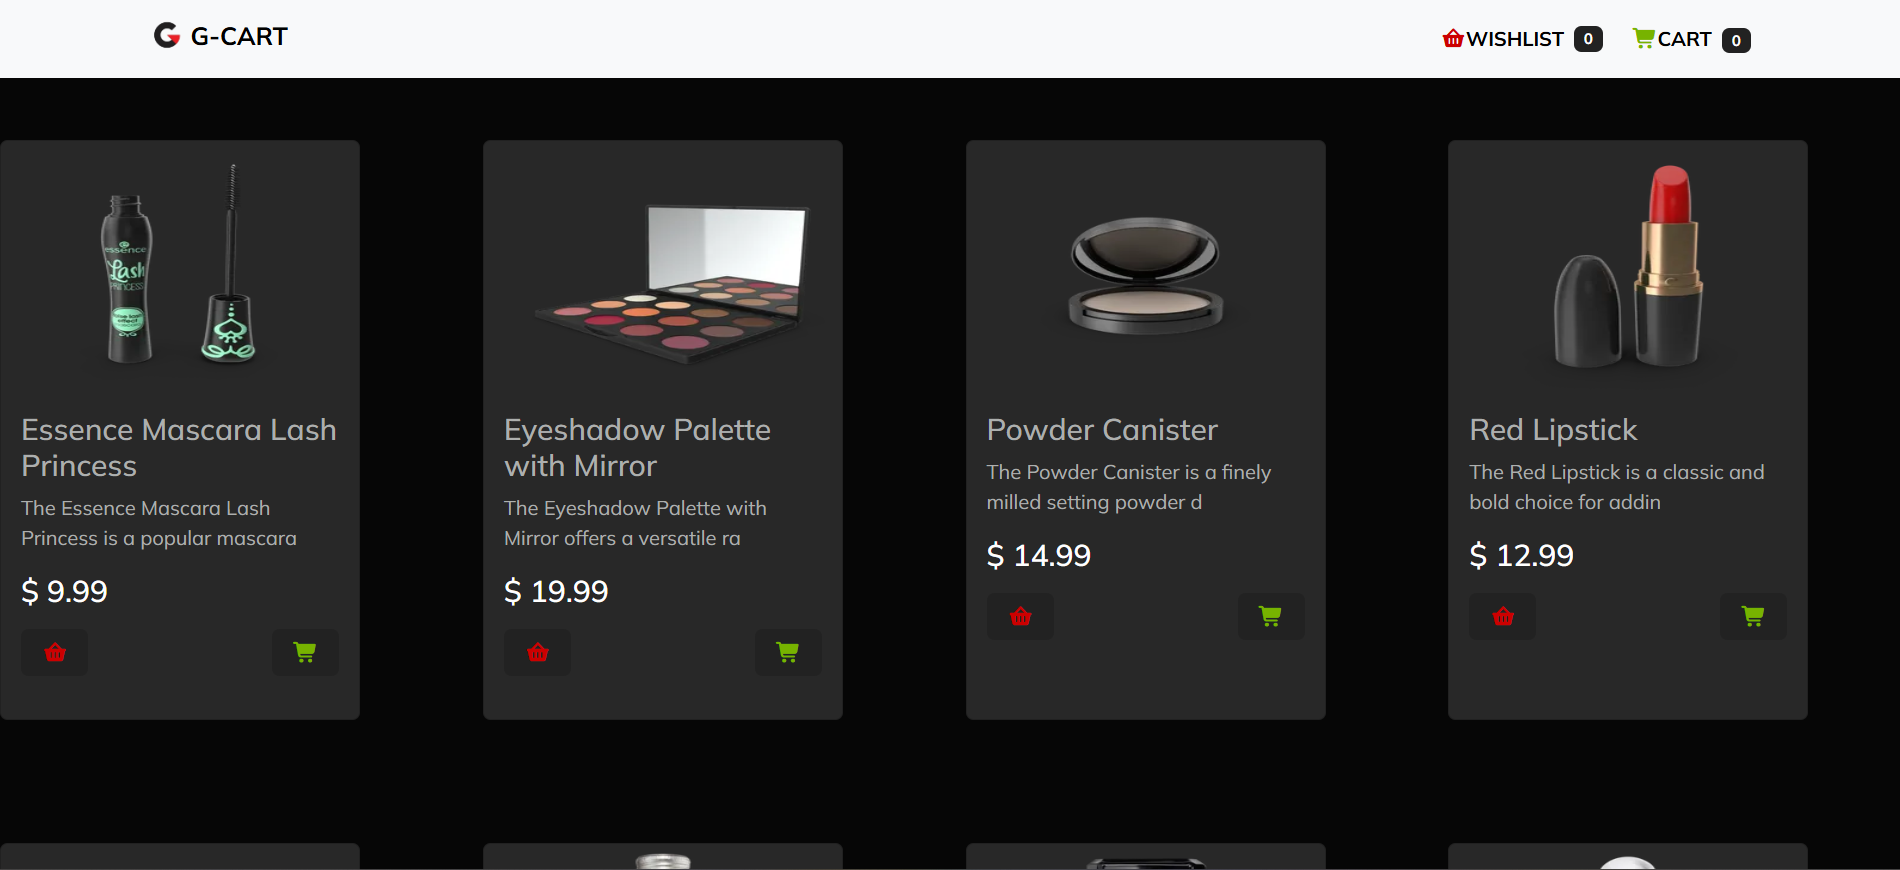 G-CART
WISHLIST 0
CART 0
essence
Lash
PRINCESS
Essence Mascara Lash
Princess
The Essence Mascara Lash
Princess is a popular mascara
$ 9.99
Eyeshadow Palette
with Mirror
The Eyeshadow Palette with
Mirror offers a versatile ra
$ 19.99
Powder Canister
The Powder Canister is a finely
milled setting powder d
$ 14.99
Red Lipstick
The Red Lipstick is a classic and
bold choice for addin
$ 12.99